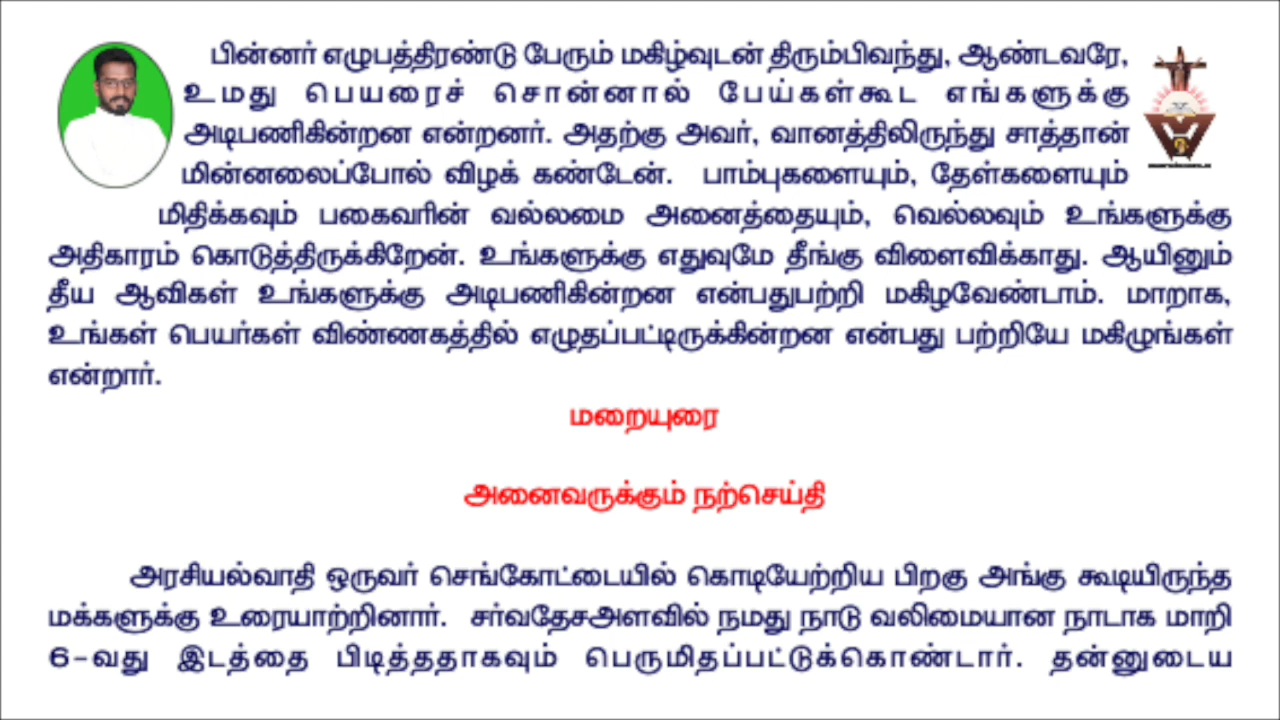 பின்னர் எழுபத்திரண்டு பேரும் மகிழ்வுடன் திரும்பிவந்து, ஆண்டவரே,
உமது பெயரைச் சொன்னால் பேய்கள்கூட எங்களுக்கு
அடிபணிகின்றன என்றனர். அதற்கு அவர், வானத்திலிருந்து சாத்தான்
மின்னலைப்போல் விழக் கண்டேன். பாம்புகளையும், தேள்களையும்
மிதிக்கவும் பகைவரின் வல்லமை அனைத்தையும், வெல்லவும் உங்களுக்கு
அதிகாரம் கொடுத்திருக்கிறேன். உங்களுக்கு எதுவுமே தீங்கு விளைவிக்காது. ஆயினும்
தீய ஆவிகள் உங்களுக்கு அடிபணிகின்றன என்பதுபற்றி மகிழவேண்டாம். மாறாக,
உங்கள் பெயர்கள் விண்ணகத்தில் எழுதப்பட்டிருக்கின்றன என்பது பற்றியே மகிழுங்கள்
என்றார்.
மறையுரை
அனைவருக்கும் நற்செய்தி
அரசியல்வாதி ஒருவர் செங்கோட்டையில் கொடியேற்றிய பிறகு அங்கு கூடியிருந்த
மக்களுக்கு உரையாற்றினார். சர்வதேசஅளவில் நமது நாடு வலிமையான நாடாக மாறி
6-வது இடத்தை பிடித்ததாகவும் பெருமிதப்பட்டுக்கொண்டார். தன்னுடைய